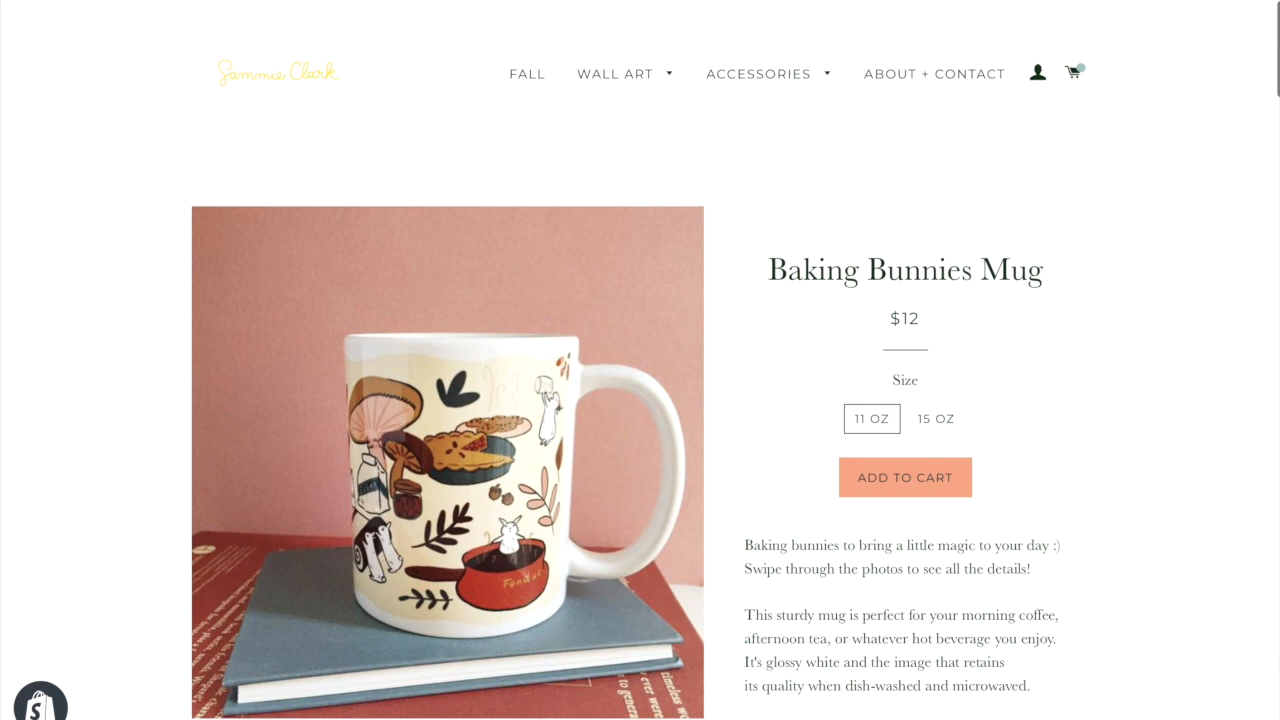 Sammie Clark
FALL
WALL ART
ACCESSORIES
ABOUT + CONTACT
Baking Bunnies Mug
$12
Size
11 OZ
15 OZ
ADD TO CART
Baking bunnies to bring a little magic to your day :)
Swipe through the photos to see all the details!
This sturdy mug is perfect for your morning coffee,
afternoon tea, or whatever hot beverage you enjoy.
It's glossy white and the image that retains
its quality when dish-washed and microwaved.
Fondue